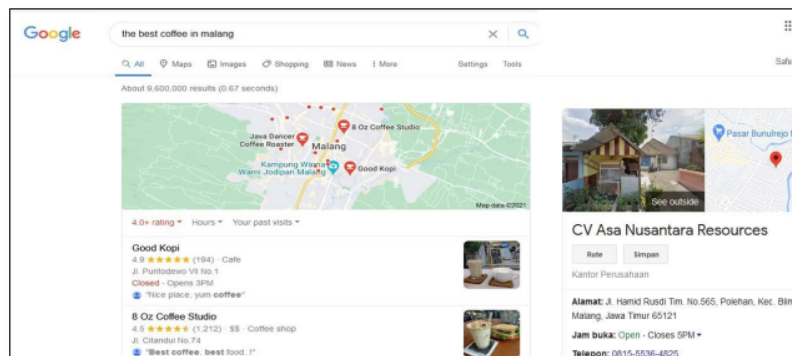 Google
the best coffee in malang
All Maps Images Shopping News More Settings Tools
About 9,600,000 results (0.67 seconds)
8 Oz Coffee Studio
Java Dancer
Coffee Roaster
Malang
Kampung Warna
Warni Jodipan Malang
Good Kopi
Map data ©2021
4.0+ rating Hours Your past visits
Good Kopi
4.9 (194) · Cafe
Jl. Puntodewo VII No.1
Closed · Opens 3PM
"Nice place, yum coffee"
8 Oz Coffee Studio
4.5 (1.212) · $$ · Coffee shop
Jl. Citandui No.74
"Best coffee, best food..!"
Safe
Pasar Bunulrejo
See outside
CV Asa Nusantara Resources
Rute Simpan
Kantor Perusahaan
Alamat: Jl. Hamid Rusdi Tim. No.565, Polehan, Kec. Blim
Malang, Jawa Timur 65121
Jam buka: Open · Closes 5PM
Telepon: 0815-5536-4825